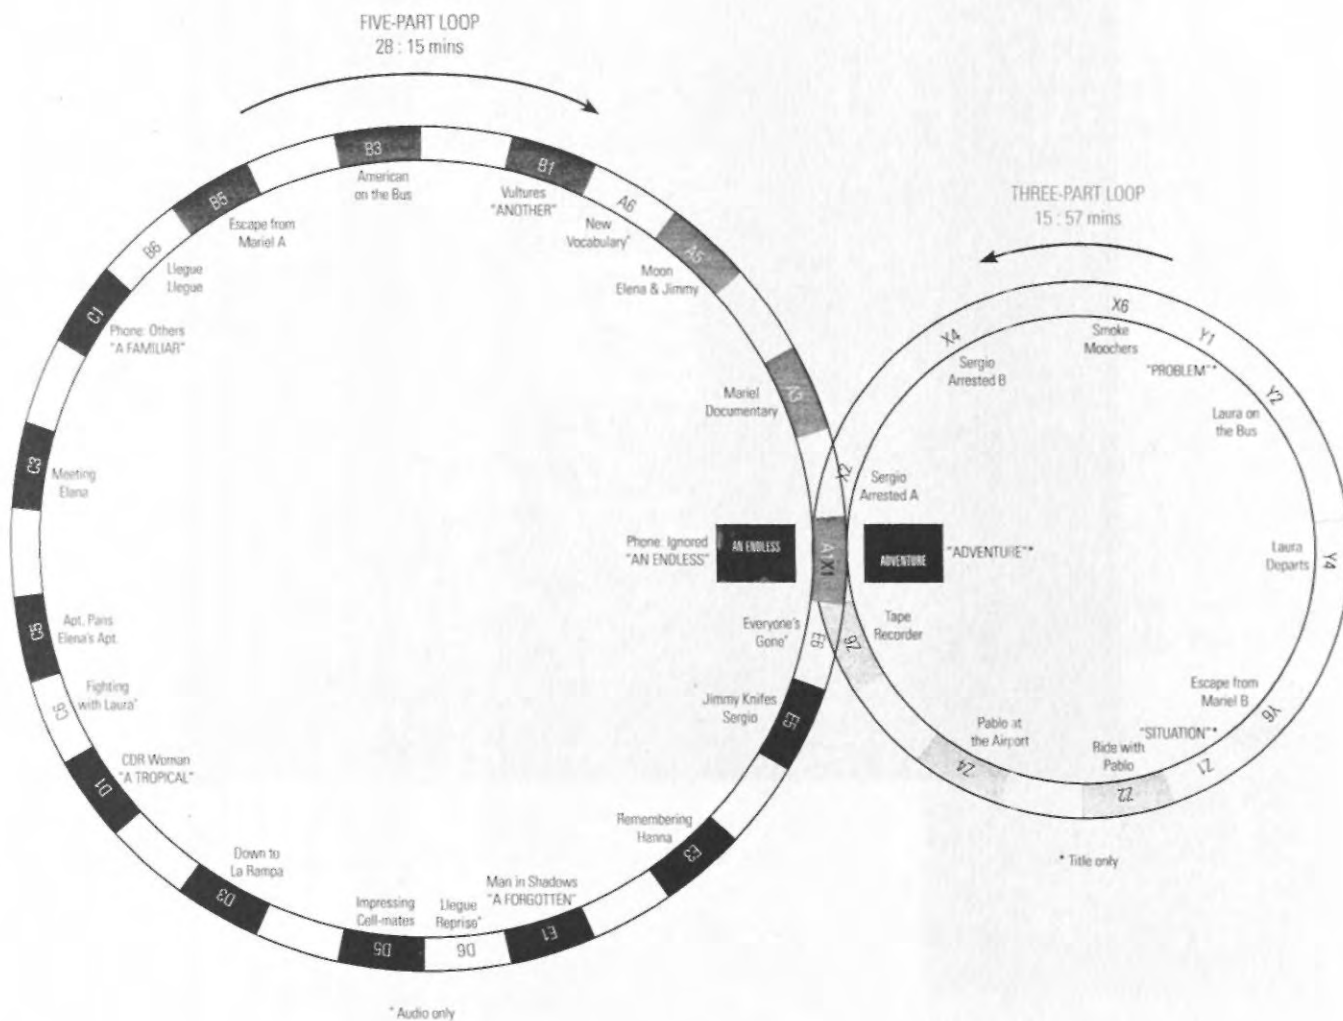 FIVE-PART LOOP
28 : 15 mins
B3
American
on the Bus
B1
Vultures
"ANOTHER"
A6
New
Vocabulary*
A5
Moon
Elena & Jimmy
A3
Mariel
Documentary
B5
Escape from
Mariel A
B6
Llegue
Llegue
C1
Phone: Others
"A FAMILIAR"
C3
Meeting
Elana
C5
Apt. Pans
Elena's Apt.
C6
Fighting
with Laura*
D1
CDR Woman
"A TROPICAL"
D3
Down to
La Rampa
D5
Impressing
Cell-mates
D6
Llegue
Reprise*
E1
Man in Shadows
"A FORGOTTEN"
E3
Remembering
Hanna
E5
Jimmy Knifes
Sergio
E6
Everyone's
Gone*
A1X1
Phone: Ignored
"AN ENDLESS"
AN ENDLESS
* Audio only
THREE-PART LOOP
15 : 57 mins
X6
Smoke
Moochers
Y1
"PROBLEM"*
Y2
Laura on
the Bus
Y4
Laura
Departs
Y6
Escape from
Mariel B
Z1
"SITUATION"*
Z2
Ride with
Pablo
Z4
Pablo at
the Airport
Z6
Tape
Recorder
ADVENTURE
"ADVENTURE"*
X2
Sergio
Arrested A
X4
Sergio
Arrested B
* Title only